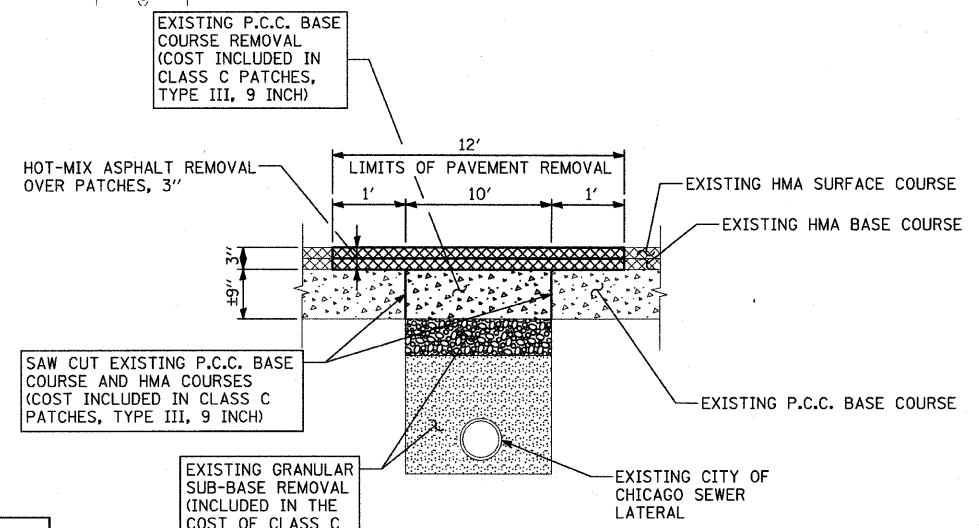 EXISTING P.C.C. BASE
COURSE REMOVAL
(COST INCLUDED IN
CLASS C PATCHES,
TYPE III, 9 INCH)
12'
LIMITS OF PAVEMENT REMOVAL
HOT-MIX ASPHALT REMOVAL
OVER PATCHES, 3"
1'
10'
1'
EXISTING HMA SURFACE COURSE
EXISTING HMA BASE COURSE
3"
±9"
SAW CUT EXISTING P.C.C. BASE
COURSE AND HMA COURSES
(COST INCLUDED IN CLASS C
PATCHES, TYPE III, 9 INCH)
EXISTING P.C.C. BASE COURSE
EXISTING GRANULAR
SUB-BASE REMOVAL
(INCLUDED IN THE
COST OF CLASS C
EXISTING CITY OF
CHICAGO SEWER
LATERAL